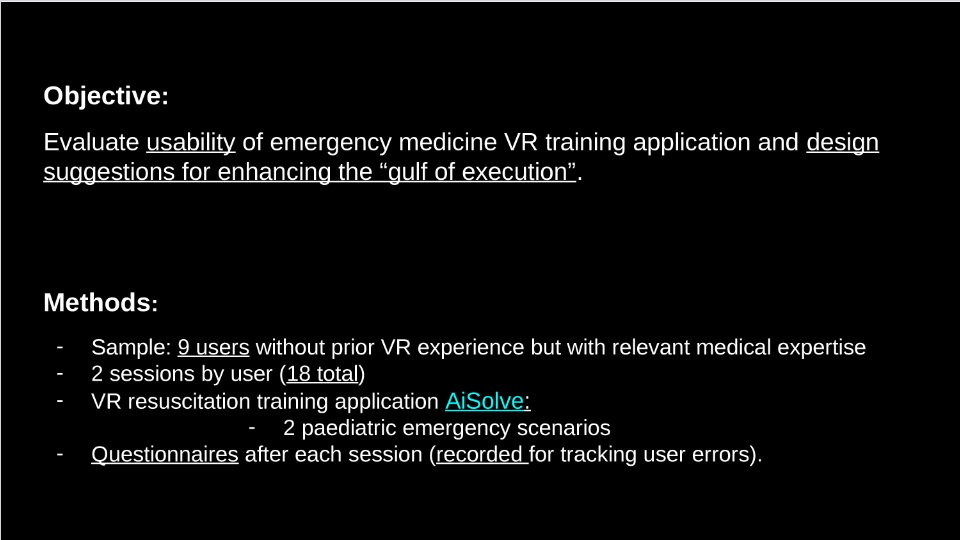 Objective:
Evaluate usability of emergency medicine VR training application and design
suggestions for enhancing the “gulf of execution”.
Methods:
- Sample: 9 users without prior VR experience but with relevant medical expertise
- 2 sessions by user (18 total)
- VR resuscitation training application AiSolve:
- 2 paediatric emergency scenarios
- Questionnaires after each session (recorded for tracking user errors).